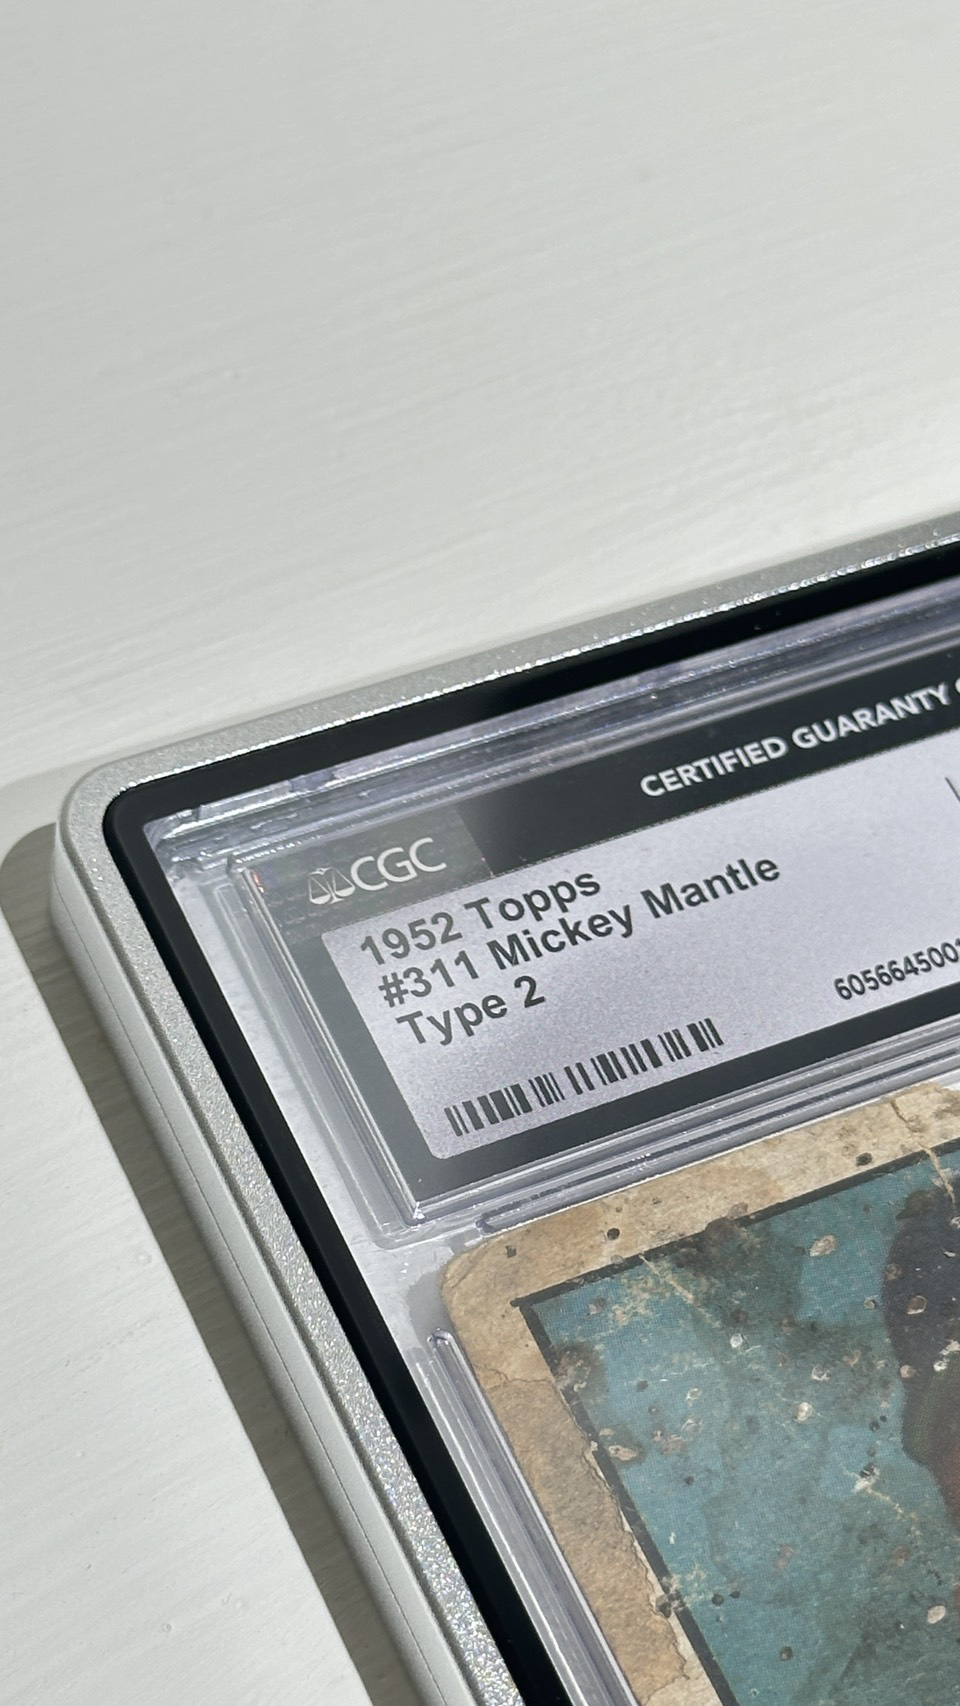 CERTIFIED GUARANTY
CGC
1952 Topps
#311 Mickey Mantle
Type 2
605664500